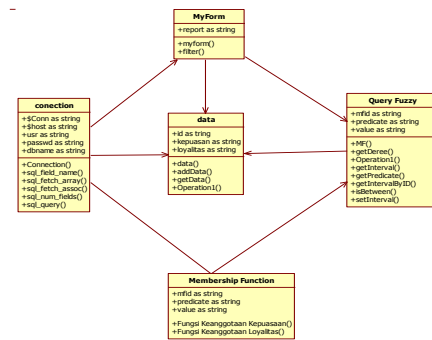 MyForm
+report as string
+myform()
+filter()
conection
+$Conn as string
+$host as string
+usr as string
+passwd as string
+dbname as string
+Connection()
+sql_field_name()
+sql_fetch_array()
+sql_fetch_assoc()
+sql_num_fields()
+sql_query()
data
+id as tring
+kepuasan as string
+loyalitas as string
+data()
+addData()
+getData()
+Operation1()
Query Fuzzy
+mfid as string
+predicate as string
+value as string
+MF()
+getDeree()
+Operation1()
+getInterval()
+getPredicate()
+getIntervalByID()
+isBetween()
+setInterval()
Membership Function
+mfid as string
+predicate as string
+value as string
+Fungsi Keanggotaan Kepuasaan()
+Fungsi Keanggotaan Loyalitas()